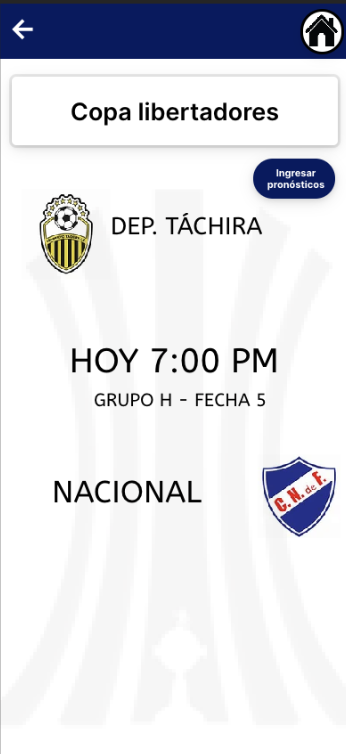 Copa libertadores
Ingresar
pronósticos
DEP. TÁCHIRA
HOY 7:00 PM
GRUPO H - FECHA 5
NACIONAL
C. N. de F.